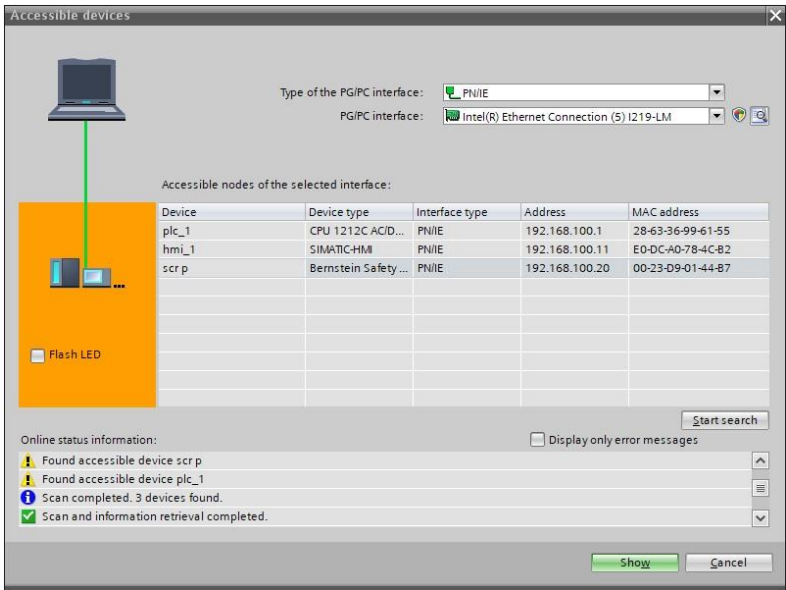 Accessible devices
Type of the PG/PC interface: PN/IE
PG/PC interface: Intel(R) Ethernet Connection (5) I219-LM
Accessible nodes of the selected interface:
Device Device type Interface type Address MAC address
plc_1 CPU 1212C AC/D... PN/IE 192.168.100.1 28-63-36-99-61-55
hmi_1 SIMATIC-HMI PN/IE 192.168.100.11 E0-DC-A0-78-4C-B2
scr p Bernstein Safety ... PN/IE 192.168.100.20 00-23-D9-01-44-B7
Flash LED
Start search
Online status information: Display only error messages
Found accessible device scr p
Found accessible device plc_1
Scan completed. 3 devices found.
Scan and information retrieval completed.
Show Cancel